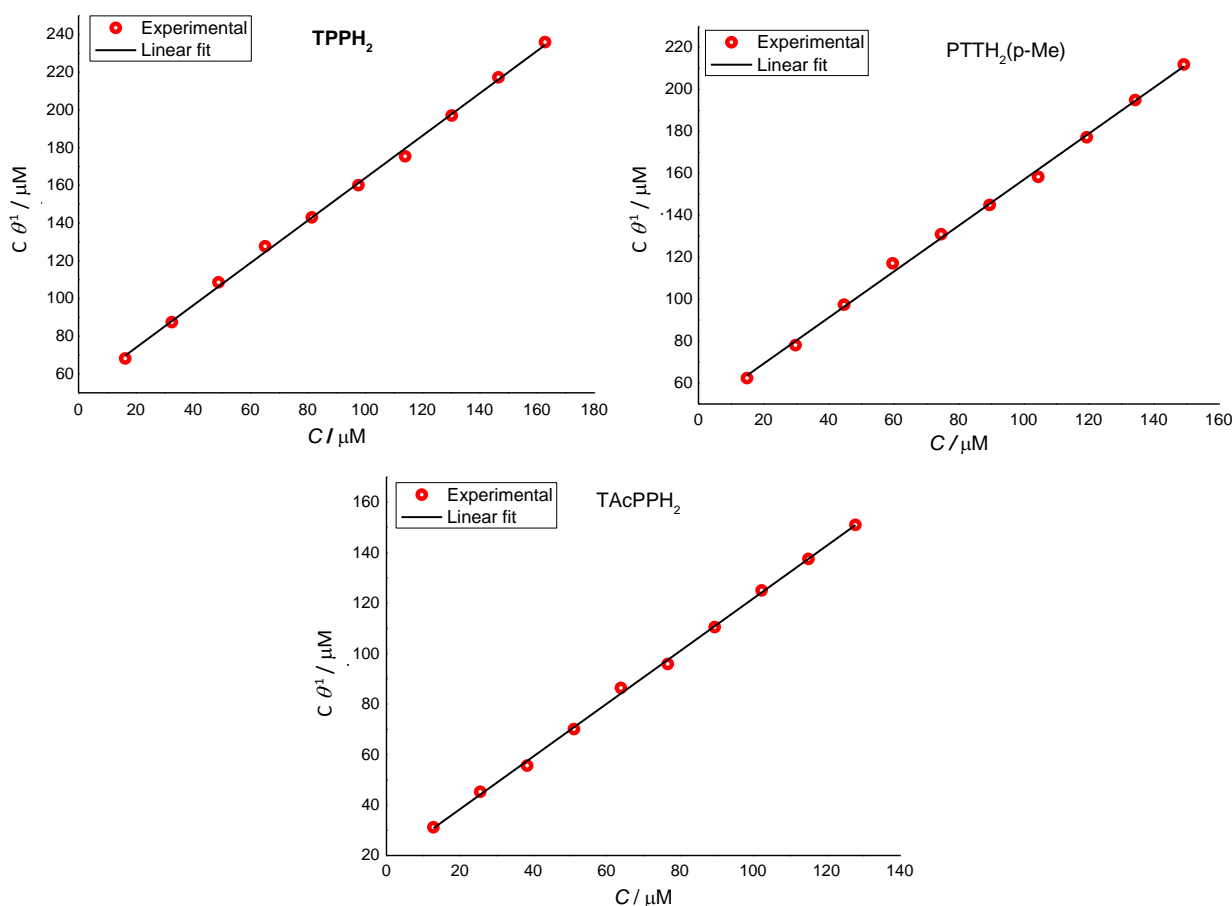 Experimental
Linear fit
TPPH₂
240
220
200
180
160
140
120
100
80
60
C θ¹ / μM
0 20 40 60 80 100 120 140 160 180
C / μM
Experimental
Linear fit
PTTH₂(p-Me)
220
200
180
160
140
120
100
80
60
C θ¹ / μM
0 20 40 60 80 100 120 140 160
C / μM
Experimental
Linear fit
TAcPPH₂
160
140
120
100
80
60
40
20
C θ¹ / μM
0 20 40 60 80 100 120 140
C / μM